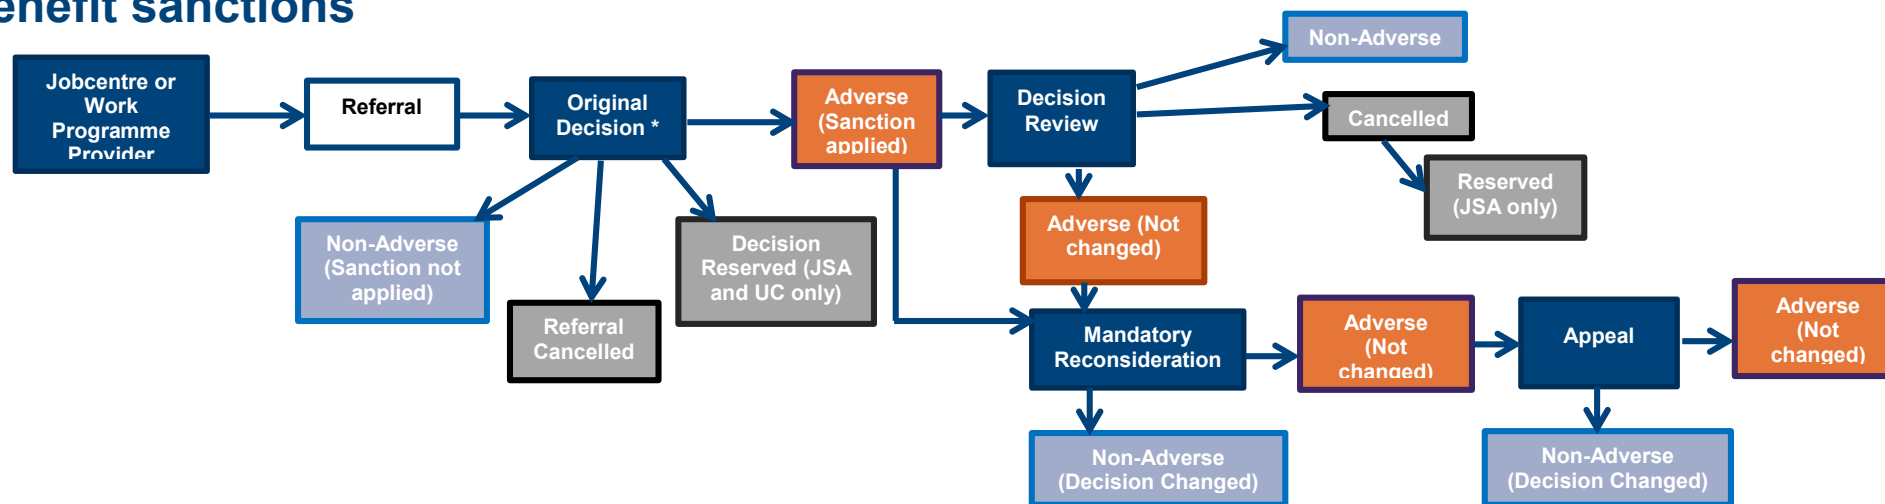 enefit sanctions
Jobcentre or
Work
Programme
Provider
Referral
Original
Decision *
Adverse
(Sanction
applied)
Decision
Review
Non-Adverse
Cancelled
Reserved
(JSA only)
Non-Adverse
(Sanction not
applied)
Referral
Cancelled
Decision
Reserved (JSA
and UC only)
Adverse (Not
changed)
Mandatory
Reconsideration
Adverse
(Not
changed)
Appeal
Adverse
(Not
changed)
Non-Adverse
(Decision Changed)
Non-Adverse
(Decision Changed)